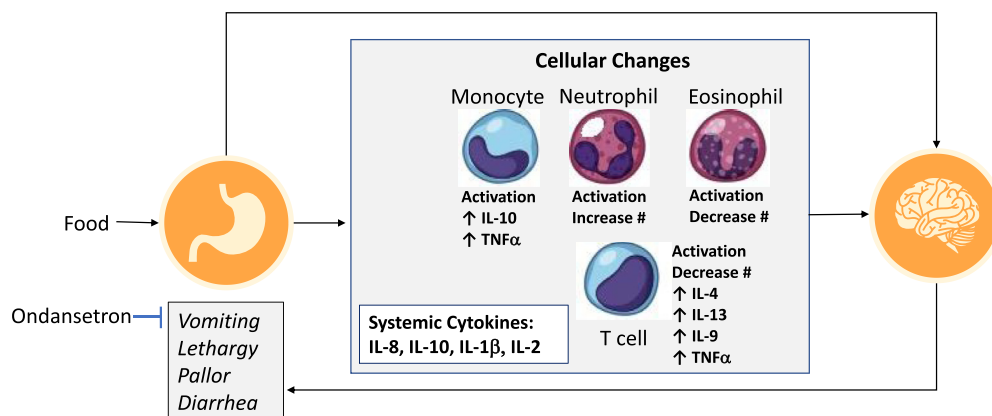 Cellular Changes
Monocyte
Neutrophil
Eosinophil
Activation
↑ IL-10
↑ TNFα
Activation
Increase #
Activation
Decrease #
Food
Activation
Decrease #
↑ IL-4
↑ IL-13
↑ IL-9
↑ TNFα
T cell
Systemic Cytokines:
IL-8, IL-10, IL-1β, IL-2
Ondansetron
Vomiting
Lethargy
Pallor
Diarrhea